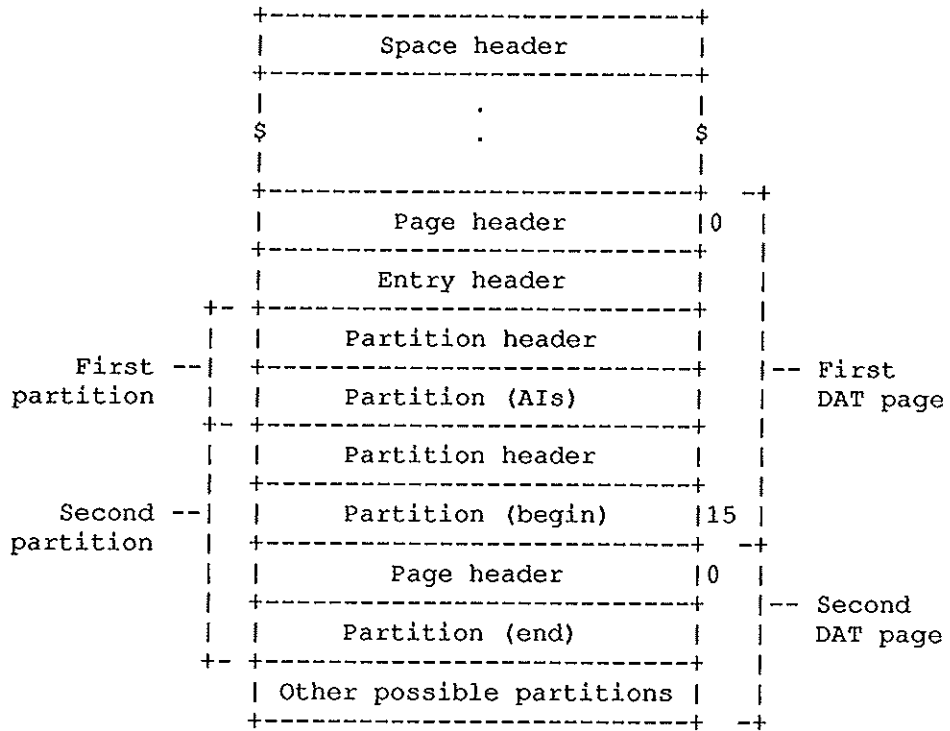 +-----------------------------+
|        Space header         |
+-----------------------------+
|              .              |
$              .              $
|                             |
+-----------------------------+  -+
|         Page header         |0  |
+-----------------------------+   |
|        Entry header         |   |
+-  +-----------------------------+   |
|   |      Partition header       |   |
First --|   +-----------------------------+   |-- First
partition |   |       Partition (AIs)       |   |   DAT page
+-  +-----------------------------+   |
|   |      Partition header       |   |
|   +-----------------------------+   |
Second --|   |      Partition (begin)      |15 |
partition |   +-----------------------------+  -+
|   |         Page header         |0  |
|   +-----------------------------+   |-- Second
|   |       Partition (end)       |   |   DAT page
+-  +-----------------------------+   |
|  Other possible partitions  |   |
+-----------------------------+  -+